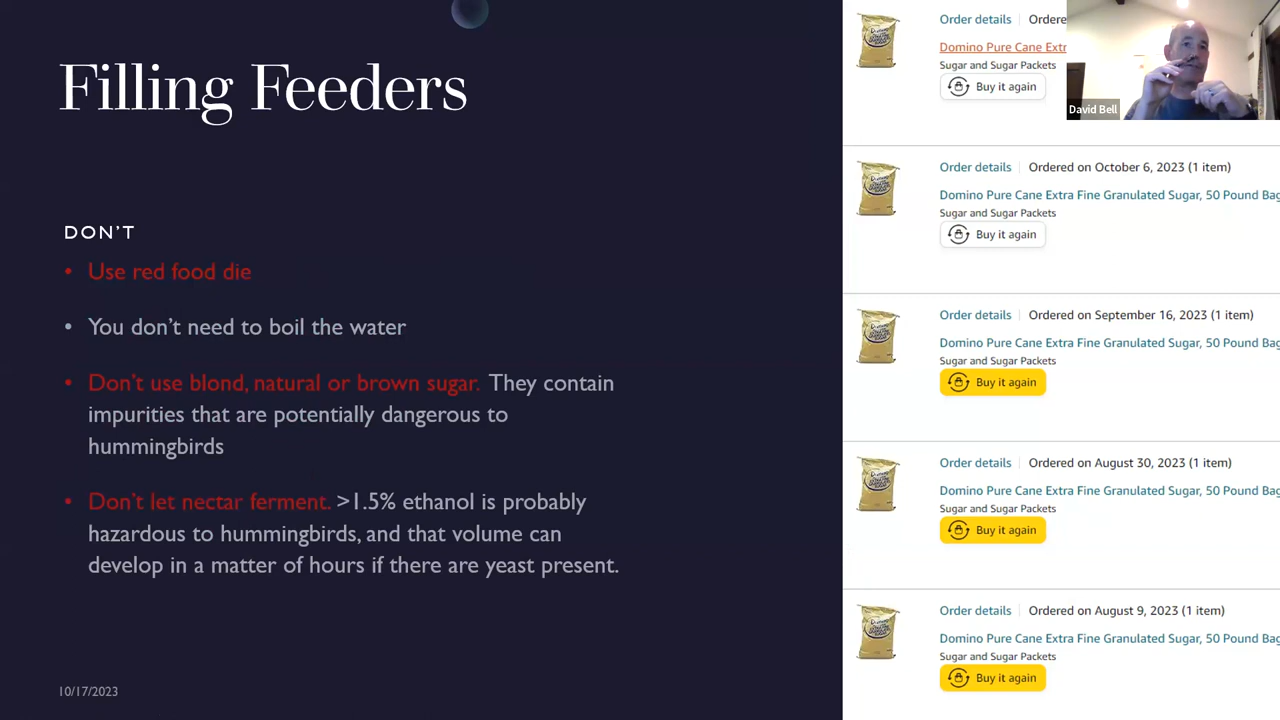 Filling Feeders
DON'T
• Use red food die
• You don't need to boil the water
• Don't use blond, natural or brown sugar. They contain
impurities that are potentially dangerous to
hummingbirds
• Don't let nectar ferment. >1.5% ethanol is probably
hazardous to hummingbirds, and that volume can
develop in a matter of hours if there are yeast present.
10/17/2023
Order details Ordere
Domino Pure Cane Extr
Sugar and Sugar Packets
Buy it again
David Bell
Order details Ordered on October 6, 2023 (1 item)
Domino Pure Cane Extra Fine Granulated Sugar, 50 Pound Bag
Sugar and Sugar Packets
Buy it again
Order details Ordered on September 16, 2023 (1 item)
Domino Pure Cane Extra Fine Granulated Sugar, 50 Pound Bag
Sugar and Sugar Packets
Buy it again
Order details Ordered on August 30, 2023 (1 item)
Domino Pure Cane Extra Fine Granulated Sugar, 50 Pound Bag
Sugar and Sugar Packets
Buy it again
Order details Ordered on August 9, 2023 (1 item)
Domino Pure Cane Extra Fine Granulated Sugar, 50 Pound Bag
Sugar and Sugar Packets
Buy it again